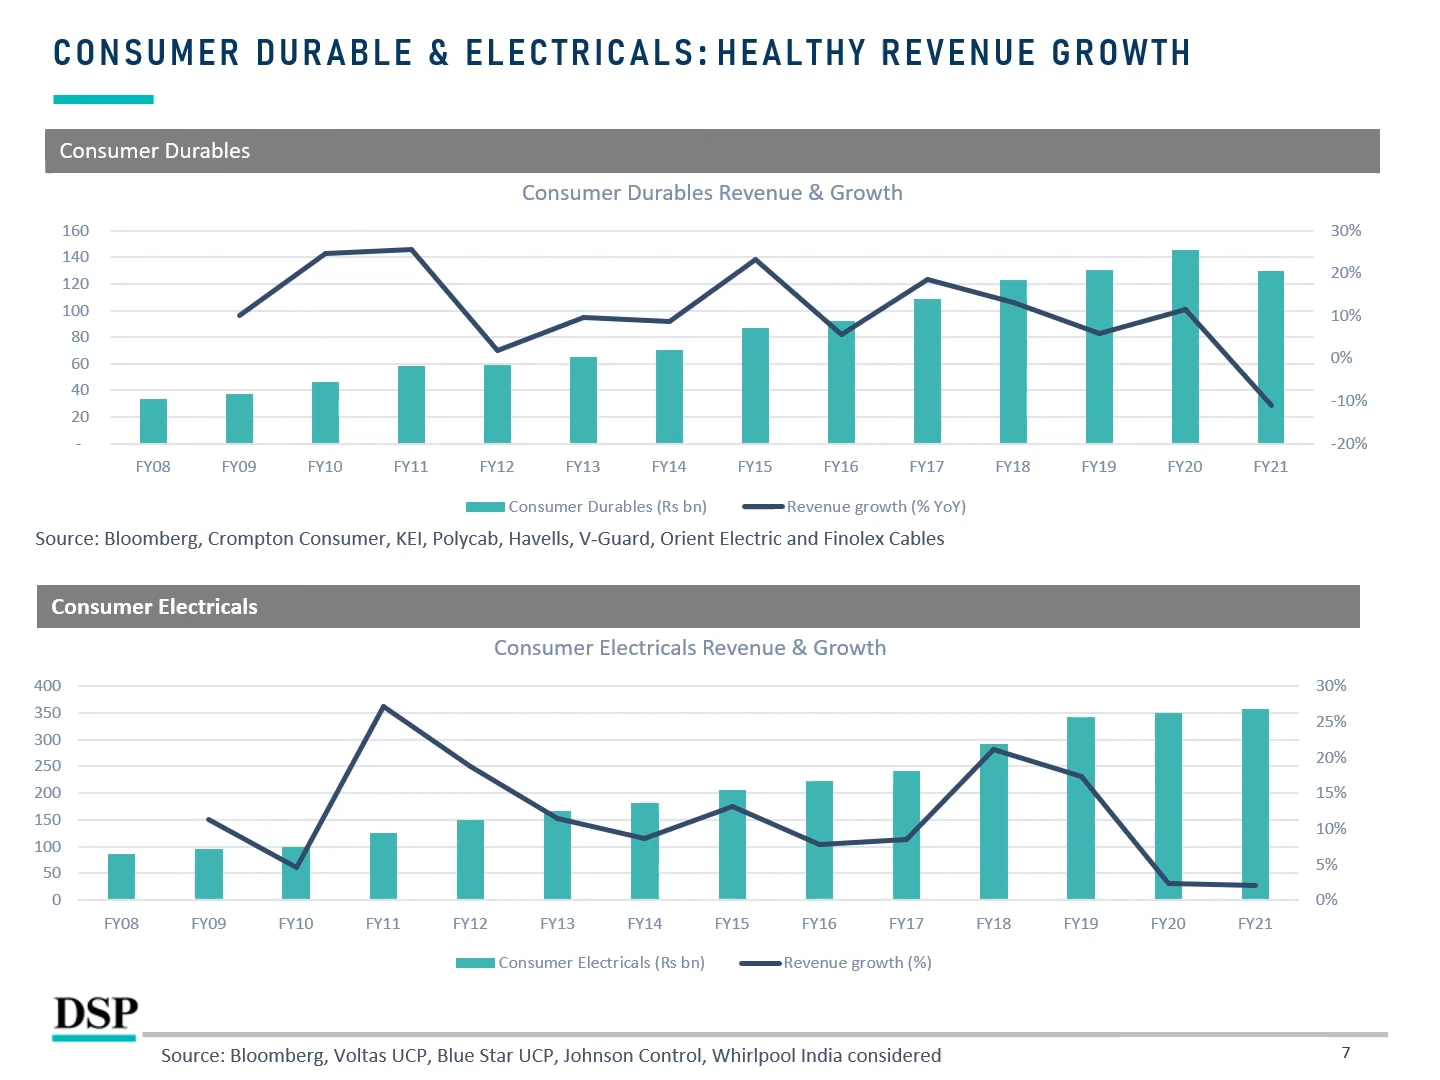 CONSUMER DURABLE & ELECTRICALS: HEALTHY REVENUE GROWTH
Consumer Durables
Consumer Durables Revenue & Growth
160
140
120
100
80
60
40
20
-
30%
20%
10%
0%
-10%
-20%
FY08 FY09 FY10 FY11 FY12 FY13 FY14 FY15 FY16 FY17 FY18 FY19 FY20 FY21
Consumer Durables (Rs bn) Revenue growth (% YoY)
Source: Bloomberg, Crompton Consumer, KEI, Polycab, Havells, V-Guard, Orient Electric and Finolex Cables
Consumer Electricals
Consumer Electricals Revenue & Growth
400
350
300
250
200
150
100
50
0
30%
25%
20%
15%
10%
5%
0%
FY08 FY09 FY10 FY11 FY12 FY13 FY14 FY15 FY16 FY17 FY18 FY19 FY20 FY21
Consumer Electricals (Rs bn) Revenue growth (%)
DSP
Source: Bloomberg, Voltas UCP, Blue Star UCP, Johnson Control, Whirlpool India considered
7